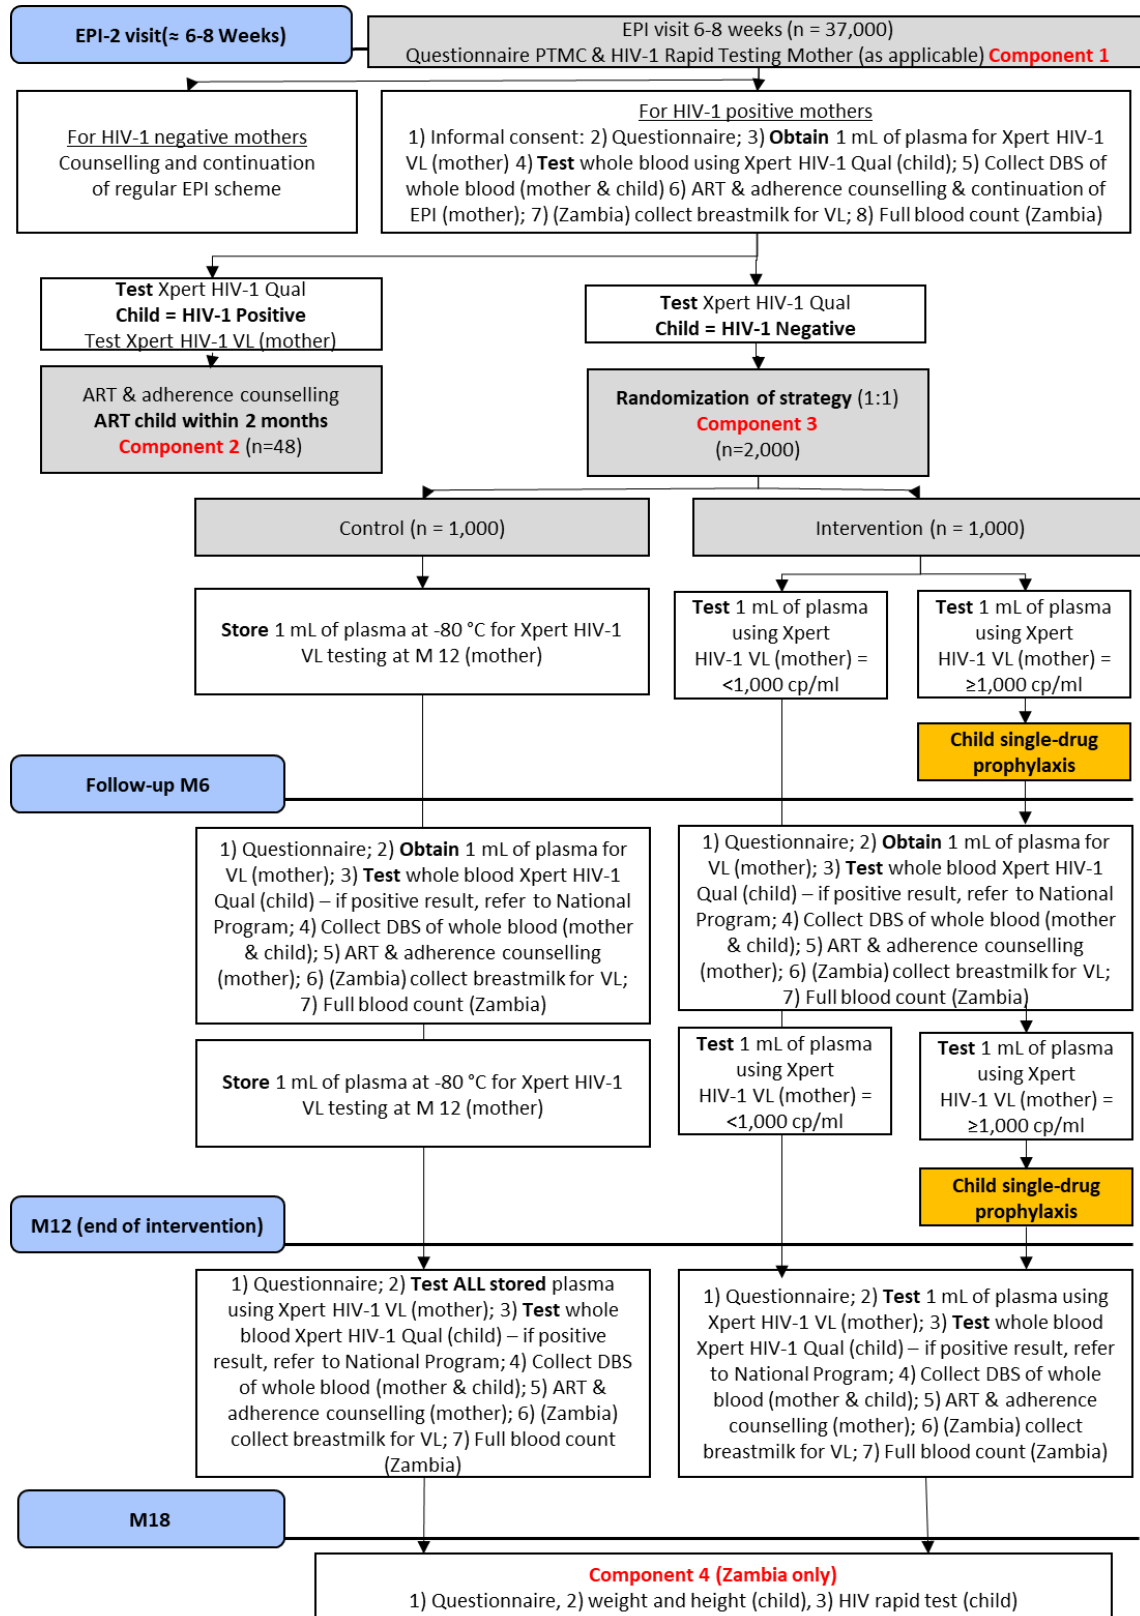 EPI-2 visit(≈ 6-8 Weeks)
EPI visit 6-8 weeks (n = 37,000)
Questionnaire PTMC & HIV-1 Rapid Testing Mother (as applicable) Component 1
For HIV-1 negative mothers
Counselling and continuation
of regular EPI scheme
For HIV-1 positive mothers
1) Informal consent: 2) Questionnaire; 3) Obtain 1 mL of plasma for Xpert HIV-1
VL (mother) 4) Test whole blood using Xpert HIV-1 Qual (child); 5) Collect DBS of
whole blood (mother & child) 6) ART & adherence counselling & continuation of
EPI (mother); 7) (Zambia) collect breastmilk for VL; 8) Full blood count (Zambia)
Test Xpert HIV-1 Qual
Child = HIV-1 Positive
Test Xpert HIV-1 VL (mother)
Test Xpert HIV-1 Qual
Child = HIV-1 Negative
ART & adherence counselling
ART child within 2 months
Component 2 (n=48)
Randomization of strategy (1:1)
Component 3
(n=2,000)
Control (n = 1,000)
Intervention (n = 1,000)
Store 1 mL of plasma at -80 °C for Xpert HIV-1
VL testing at M 12 (mother)
Test 1 mL of plasma
using Xpert
HIV-1 VL (mother) =
<1,000 cp/ml
Test 1 mL of plasma
using Xpert
HIV-1 VL (mother) =
≥1,000 cp/ml
Child single-drug
prophylaxis
Follow-up M6
1) Questionnaire; 2) Obtain 1 mL of plasma for
VL (mother); 3) Test whole blood Xpert HIV-1
Qual (child) – if positive result, refer to National
Program; 4) Collect DBS of whole blood (mother
& child); 5) ART & adherence counselling
(mother); 6) (Zambia) collect breastmilk for VL;
7) Full blood count (Zambia)
1) Questionnaire; 2) Obtain 1 mL of plasma for
VL (mother); 3) Test whole blood Xpert HIV-1
Qual (child) – if positive result, refer to National
Program; 4) Collect DBS of whole blood (mother
& child); 5) ART & adherence counselling
(mother); 6) (Zambia) collect breastmilk for VL;
7) Full blood count (Zambia)
Store 1 mL of plasma at -80 °C for Xpert HIV-1
VL testing at M 12 (mother)
Test 1 mL of plasma
using Xpert
HIV-1 VL (mother) =
<1,000 cp/ml
Test 1 mL of plasma
using Xpert
HIV-1 VL (mother) =
≥1,000 cp/ml
Child single-drug
prophylaxis
M12 (end of intervention)
1) Questionnaire; 2) Test ALL stored plasma
using Xpert HIV-1 VL (mother); 3) Test whole
blood Xpert HIV-1 Qual (child) – if positive
result, refer to National Program; 4) Collect DBS
of whole blood (mother & child); 5) ART &
adherence counselling (mother); 6) (Zambia)
collect breastmilk for VL; 7) Full blood count
(Zambia)
1) Questionnaire; 2) Test 1 mL of plasma using
Xpert HIV-1 VL (mother); 3) Test whole blood
Xpert HIV-1 Qual (child) – if positive result, refer
to National Program; 4) Collect DBS of whole
blood (mother & child); 5) ART & adherence
counselling (mother); 6) (Zambia) collect
breastmilk for VL; 7) Full blood count (Zambia)
M18
Component 4 (Zambia only)
1) Questionnaire, 2) weight and height (child), 3) HIV rapid test (child)